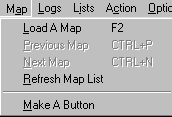 Map Logs Lists Action Optio
Load A Map F2
Previous Map CTRL+P
Next Map CTRL+N
Refresh Map List
Make A Button